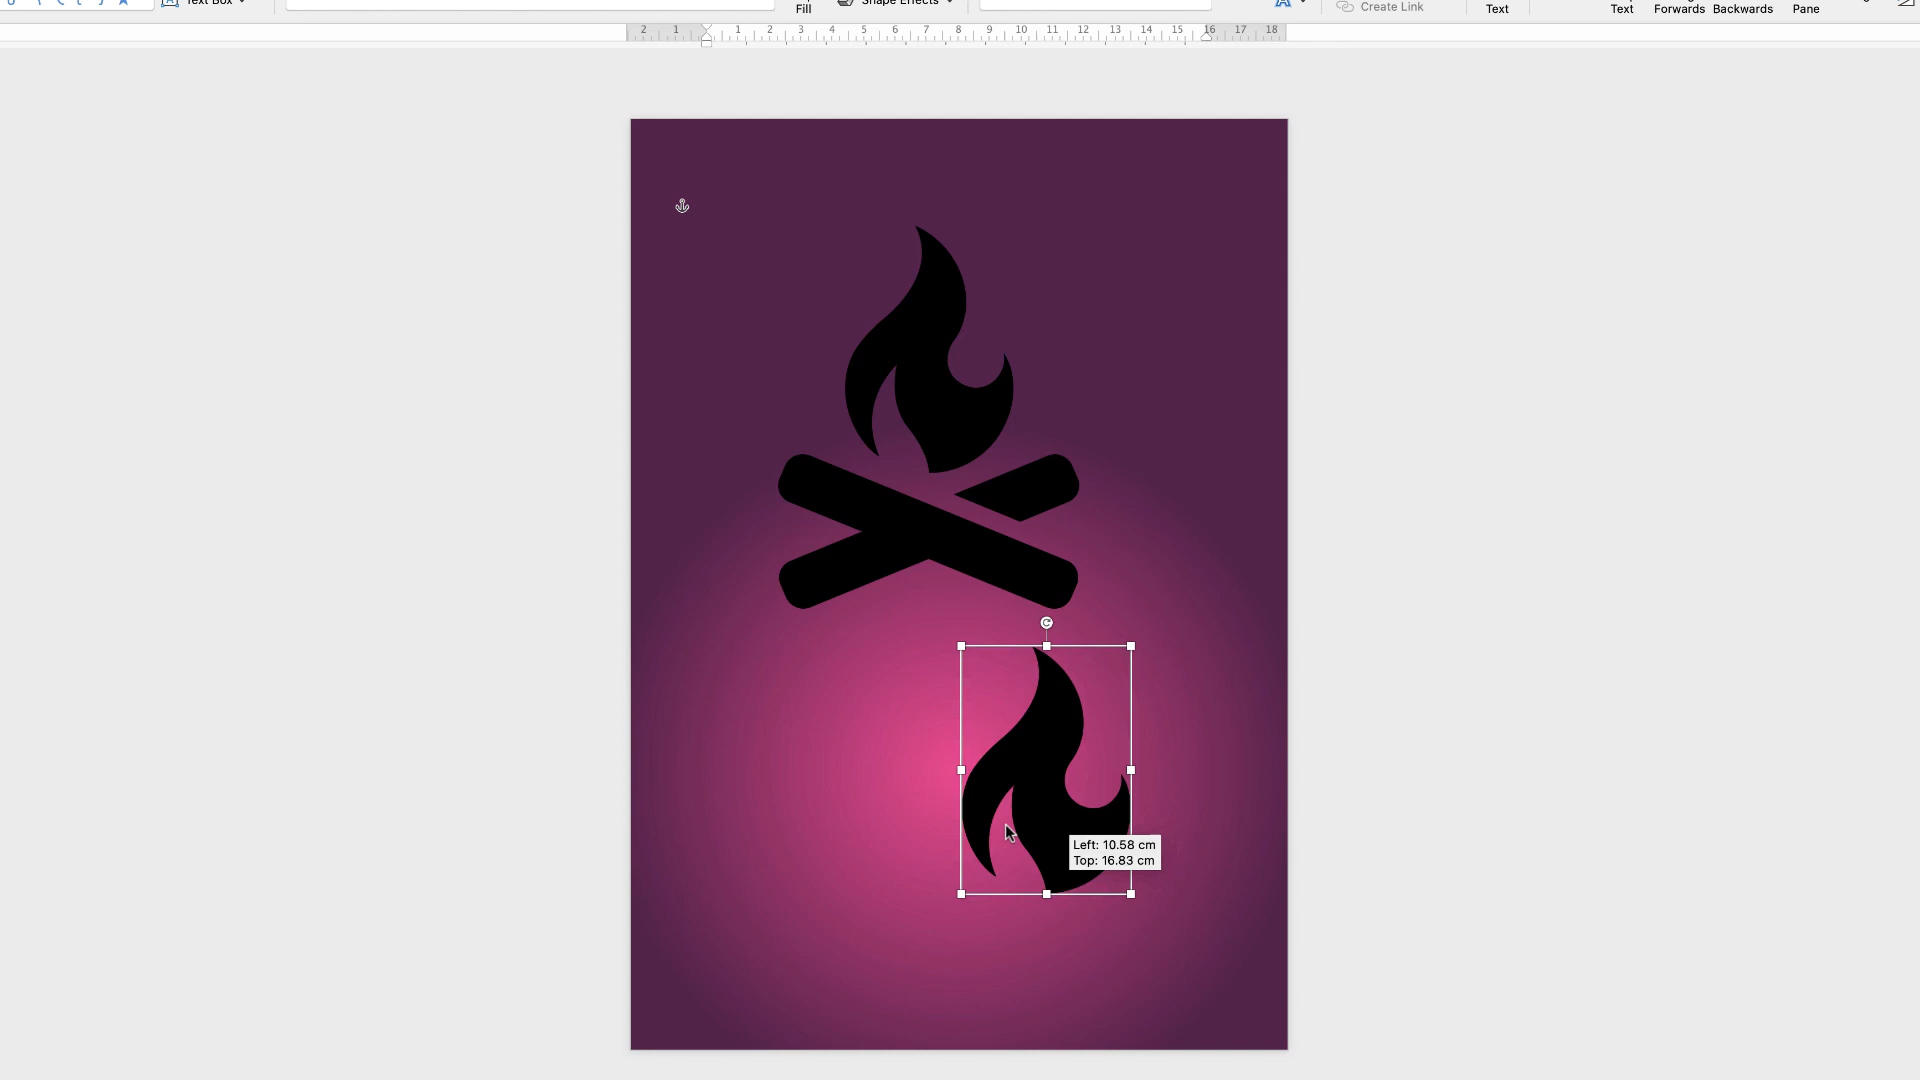 Text Box
Fill
Shape Effects
Create Link
Text
Text
Forwards
Backwards
Pane
2 1 1 2 3 4 5 6 7 8 9 10 11 12 13 14 15 16 17 18
Left: 10.58 cm
Top: 16.83 cm